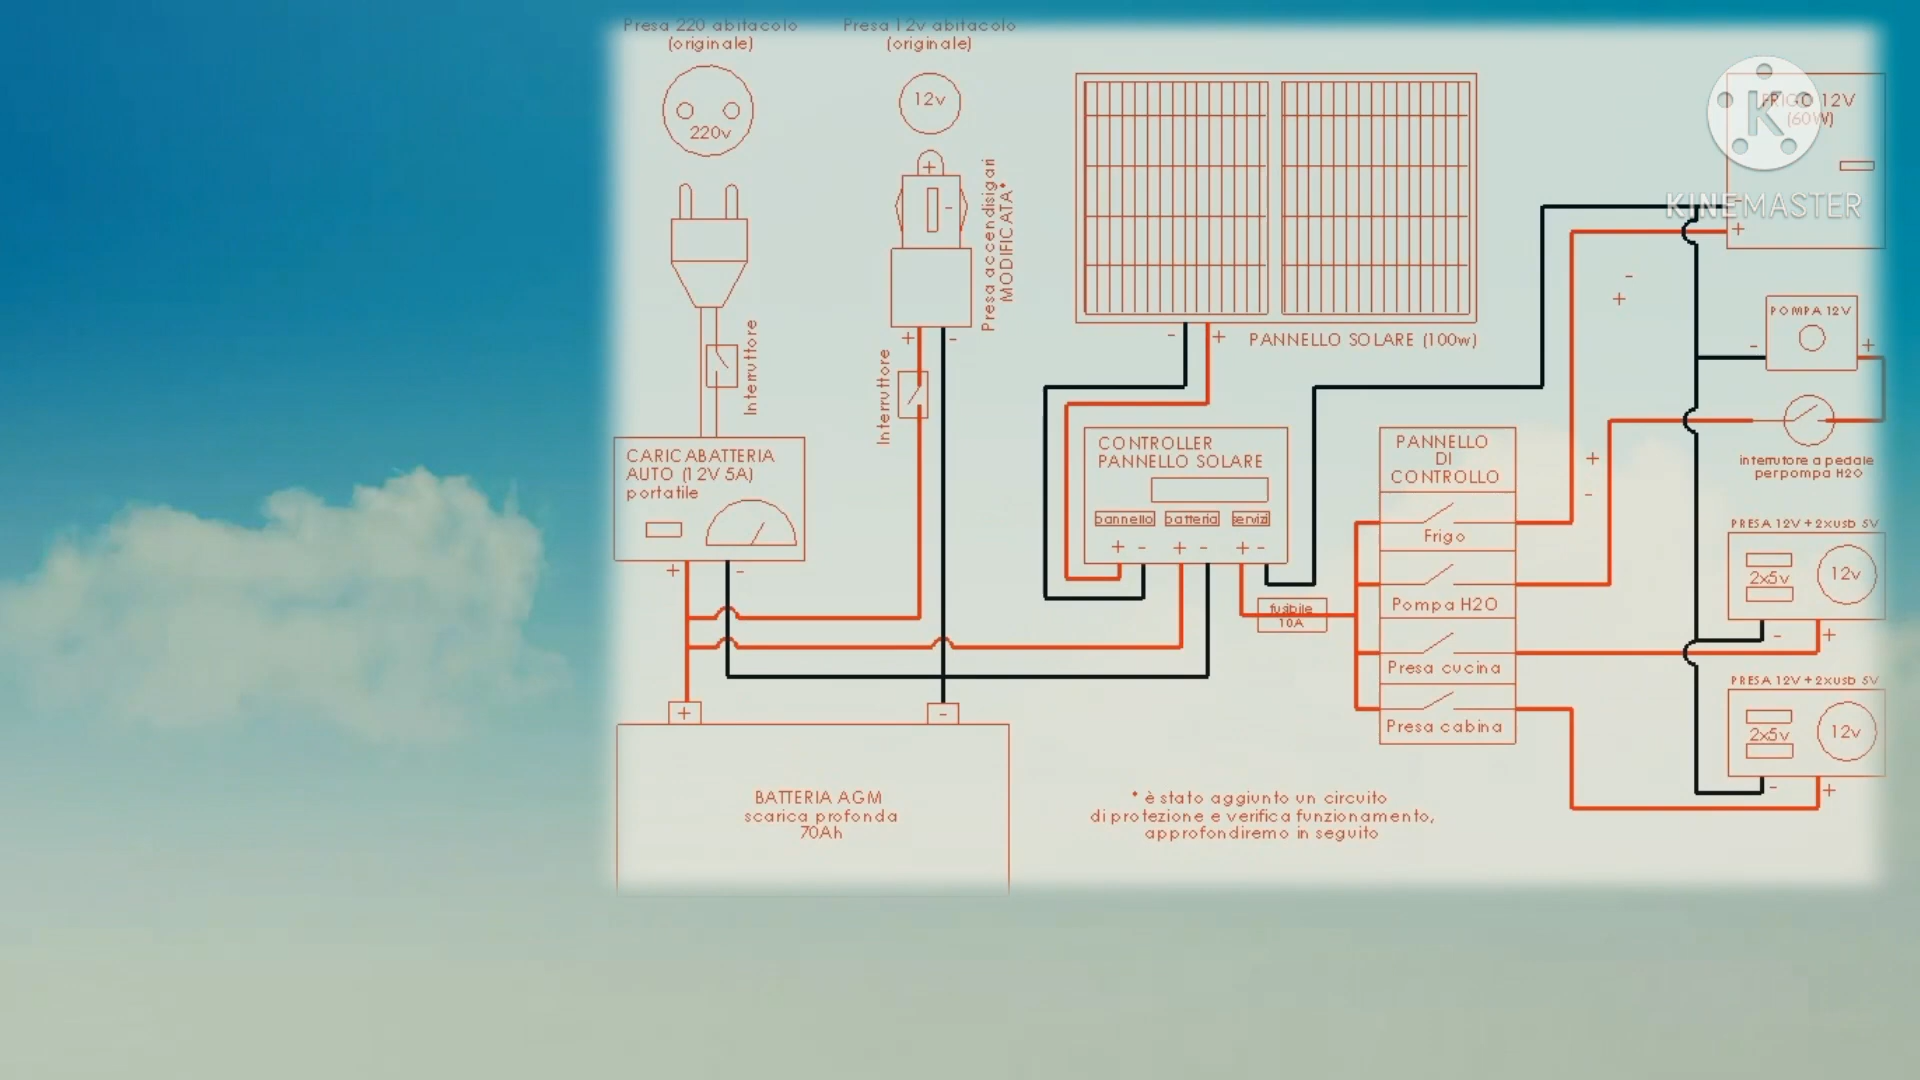 Presa 220 abitacolo
(originale)
220v
Interruttore
Presa 12v abitacolo
(originale)
12v
+
-
Presa accendisigari
MODIFICATA*
+
-
Interruttore
CARICABATTERIA
AUTO (12V 5A)
portatile
+
-
+
-
BATTERIA AGM
scarica profonda
70Ah
-
+
PANNELLO SOLARE (100w)
CONTROLLER
PANNELLO SOLARE
pannello
batteria
servizi
+ - + - + -
fusibile
10A
* è stato aggiunto un circuito
di protezione e verifica funzionamento,
approfondiremo in seguito
PANNELLO
DI
CONTROLLO
Frigo
Pompa H2O
Presa cucina
Presa cabina
-
+
+
-
FRIGO 12V
(60W)
-
+
K
KINEMASTER
POMPA 12V
-
+
interrutore a pedale
per pompa H2O
PRESA 12V + 2xusb 5V
2x5v
12v
-
+
PRESA 12V + 2xusb 5V
2x5v
12v
-
+